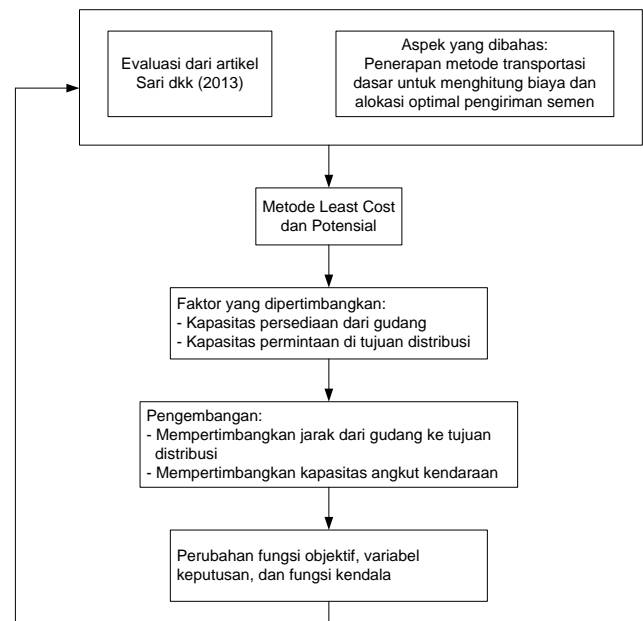 Evaluasi dari artikel
Sari dkk (2013)
Aspek yang dibahas:
Penerapan metode transportasi
dasar untuk menghitung biaya dan
alokasi optimal pengiriman semen
Metode Least Cost
dan Potensial
Faktor yang dipertimbangkan:
- Kapasitas persediaan dari gudang
- Kapasitas permintaan di tujuan distribusi
Pengembangan:
- Mempertimbangkan jarak dari gudang ke tujuan
distribusi
- Mempertimbangkan kapasitas angkut kendaraan
Perubahan fungsi objektif, variabel
keputusan, dan fungsi kendala